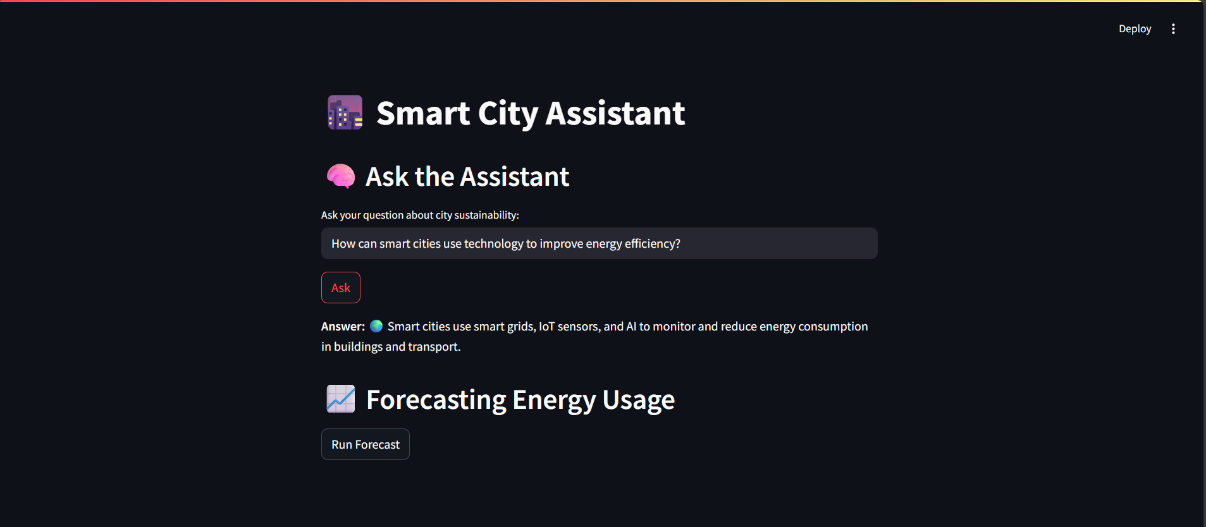 Deploy
Smart City Assistant
Ask the Assistant
Ask your question about city sustainability:
How can smart cities use technology to improve energy efficiency?
Ask
Answer: 🌍 Smart cities use smart grids, IoT sensors, and AI to monitor and reduce energy consumption
in buildings and transport.
Forecasting Energy Usage
Run Forecast